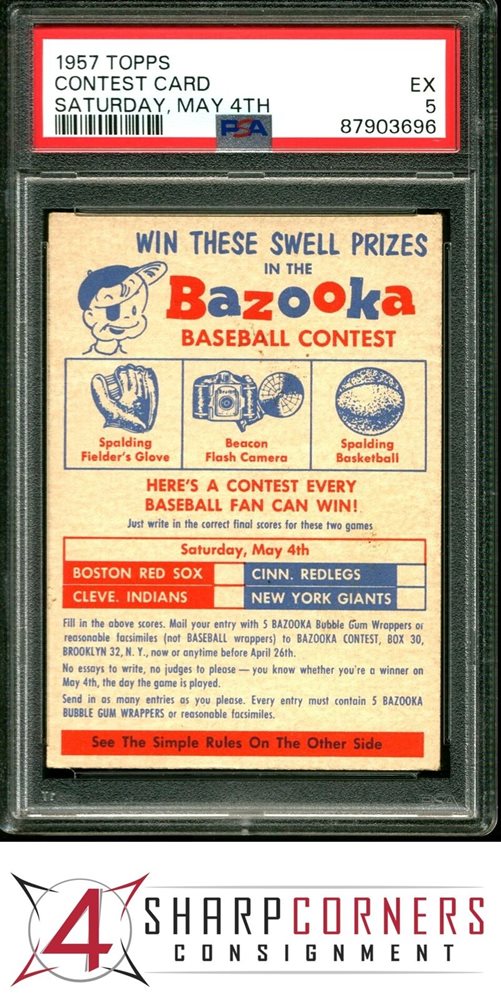 1957 TOPPS
CONTEST CARD EX
SATURDAY, MAY 4TH 5
PSA 87903696
WIN THESE SWELL PRIZES
IN THE
Bazooka
BASEBALL CONTEST
Spalding Fielder's Glove
Beacon Flash Camera
Spalding Basketball
HERE'S A CONTEST EVERY
BASEBALL FAN CAN WIN!
Just write in the correct final scores for these two games
Saturday, May 4th
BOSTON RED SOX CINN. REDLEGS
CLEVE. INDIANS NEW YORK GIANTS
Fill in the above scores. Mail your entry with 5 BAZOOKA Bubble Gum Wrappers or
reasonable facsimiles (not BASEBALL wrappers) to BAZOOKA CONTEST, BOX 30,
BROOKLYN 32, N. Y., now or anytime before April 26th.
No essays to write, no judges to please — you know whether you're a winner on
May 4th, the day the game is played.
Send in as many entries as you please. Every entry must contain 5 BAZOOKA
BUBBLE GUM WRAPPERS or reasonable facsimiles.
See The Simple Rules On The Other Side
4 SHARPCORNERS
CONSIGNMENT